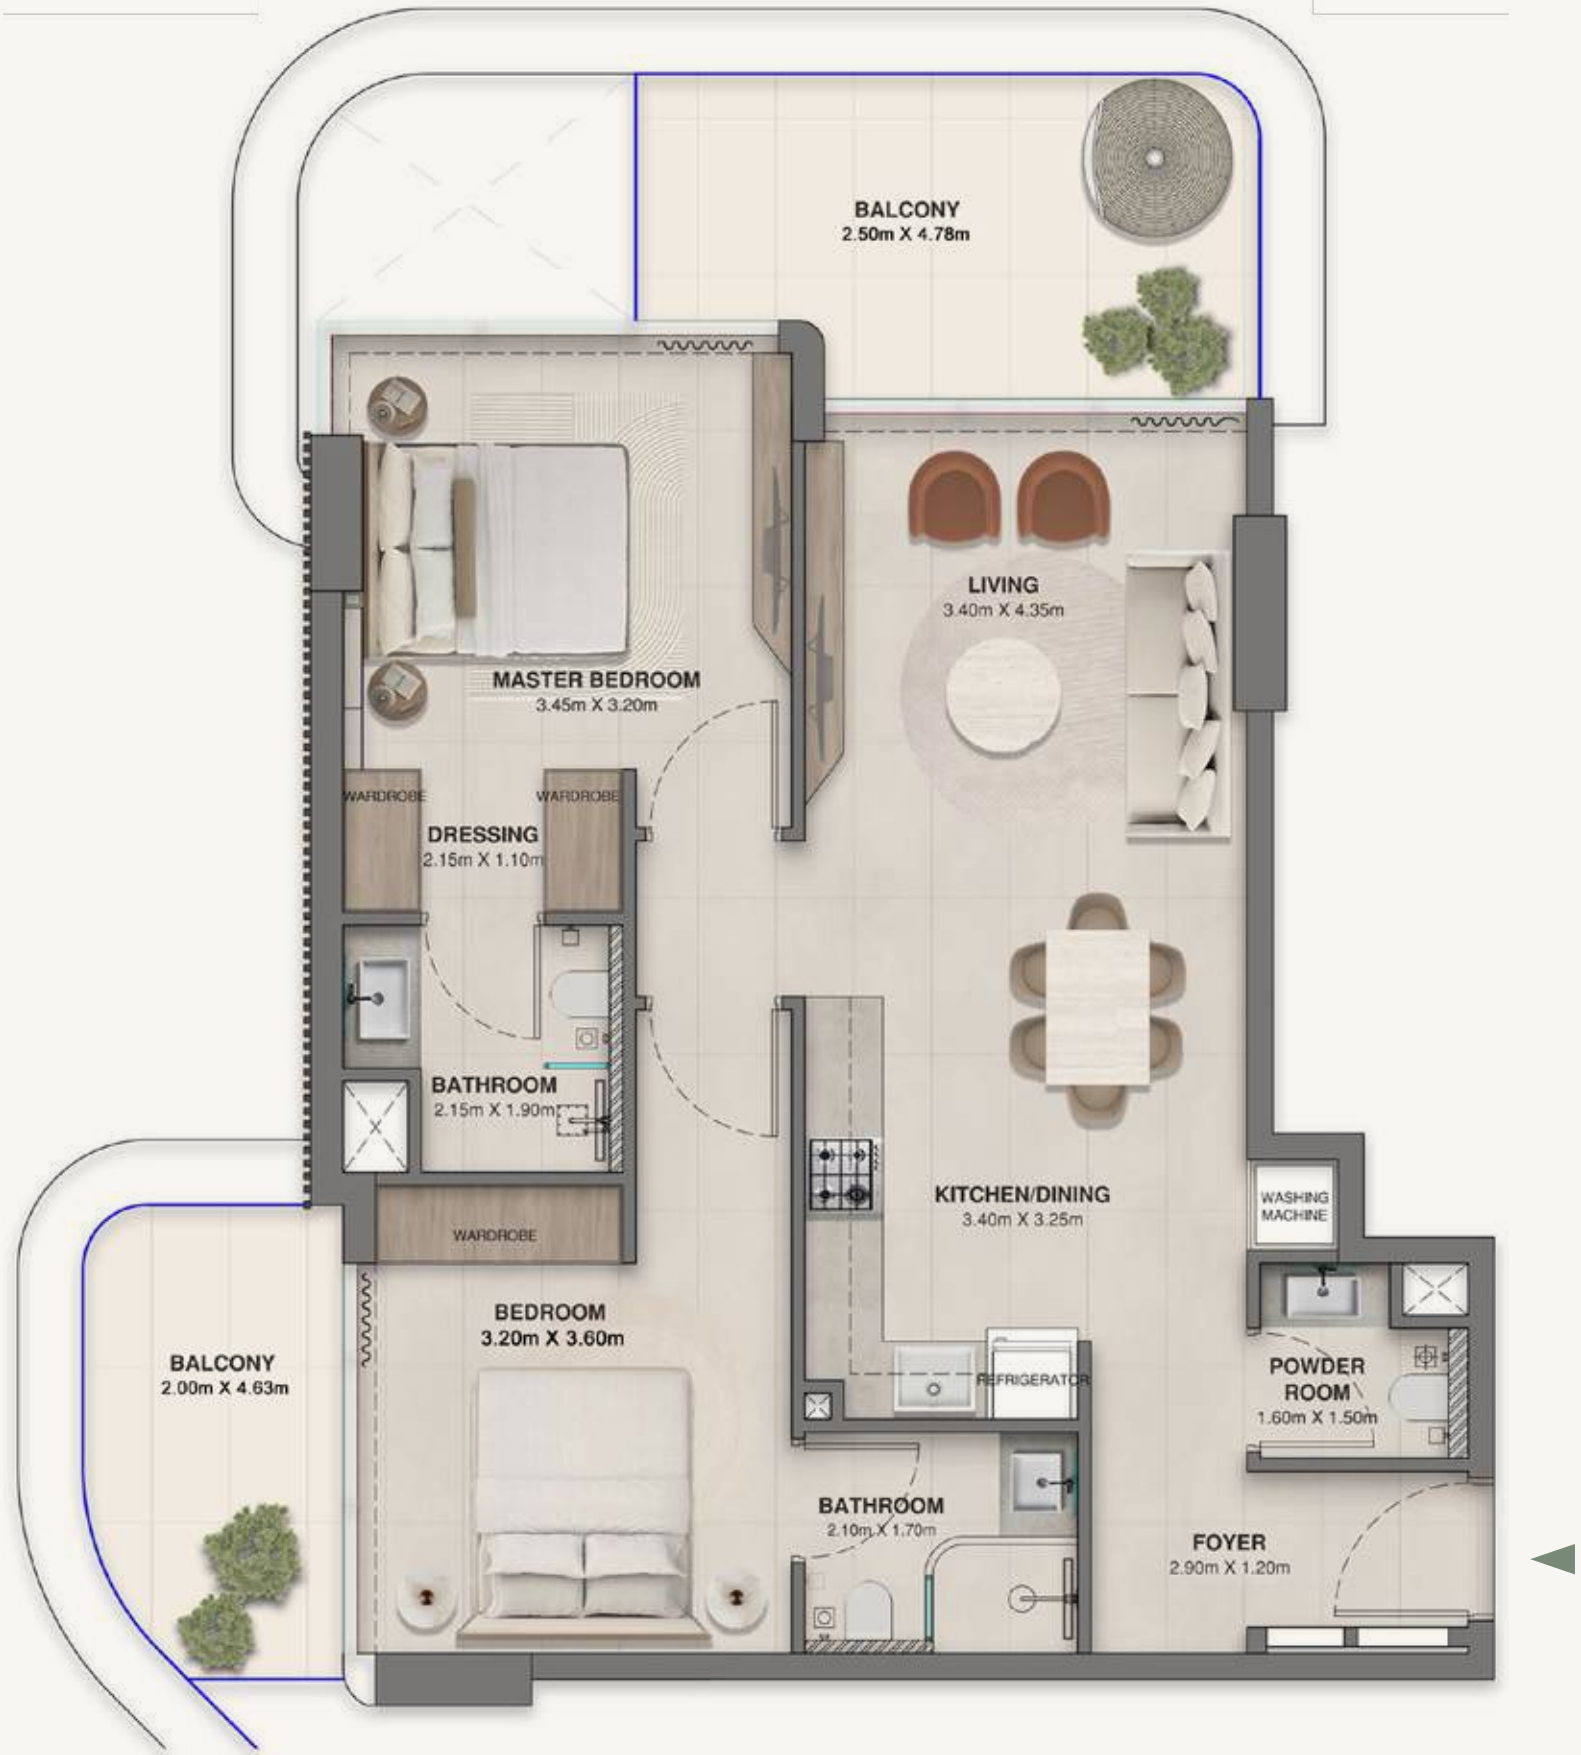 BALCONY
2.50m X 4.78m
LIVING
3.40m X 4.35m
MASTER BEDROOM
3.45m X 3.20m
WARDROBE
WARDROBE
DRESSING
2.15m X 1.10m
BATHROOM
2.15m X 1.90m
KITCHEN/DINING
3.40m X 3.25m
WASHING
MACHINE
WARDROBE
BEDROOM
3.20m X 3.60m
BALCONY
2.00m X 4.63m
REFRIGERATOR
POWDER
ROOM
1.60m X 1.50m
BATHROOM
2.10m X 1.70m
FOYER
2.90m X 1.20m